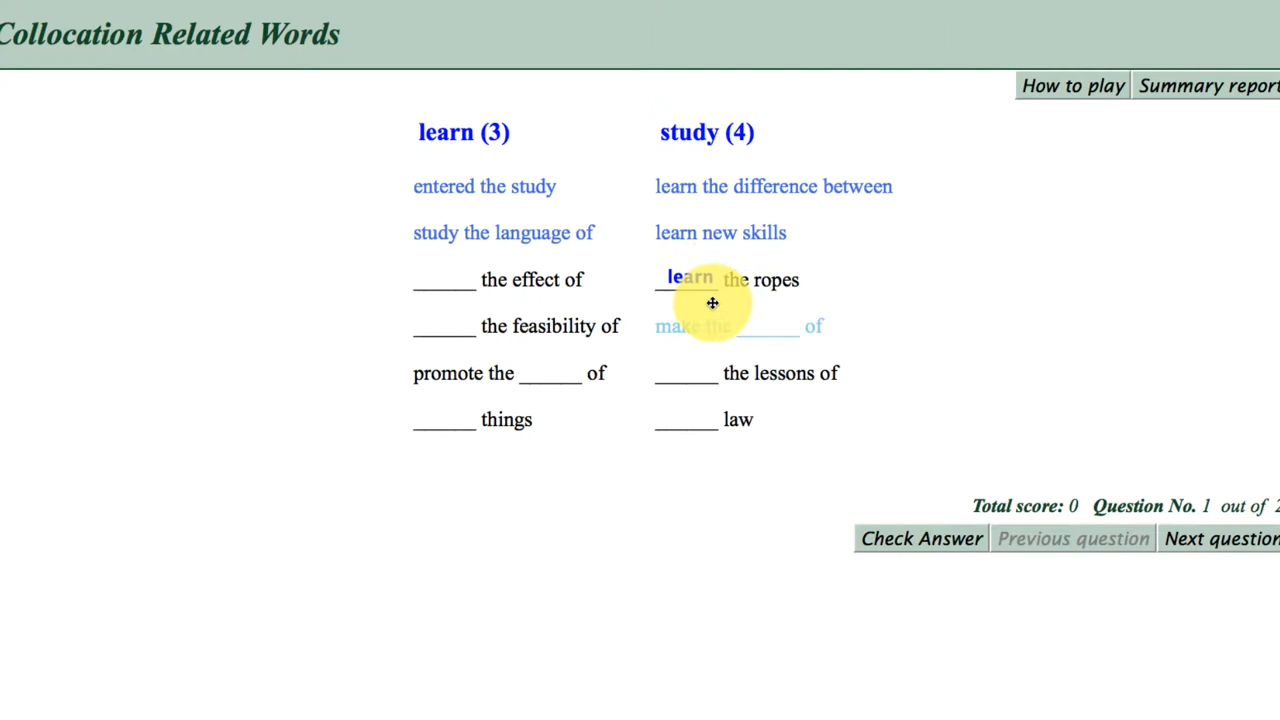 Collocation Related Words
How to play Summary report
learn (3) study (4)
entered the study learn the difference between
study the language of learn new skills
______ the effect of learn the ropes
______ the feasibility of make the ______ of
promote the ______ of ______ the lessons of
______ things ______ law
Total score: 0 Question No. 1 out of 2
Check Answer Previous question Next question